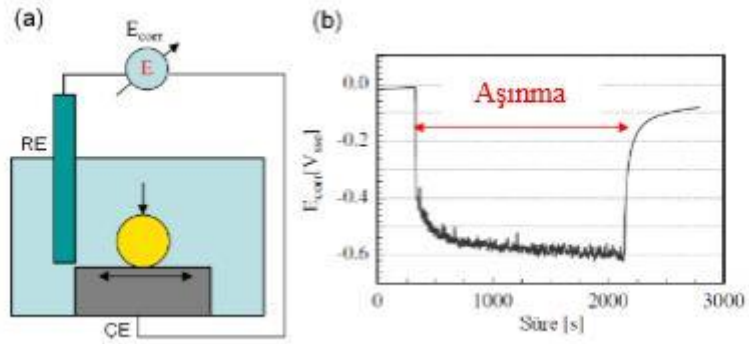 (a)
E_corr
E
RE
ÇE
(b)
Aşınma
E_corr[V_sse]
0.0
-0.2
-0.4
-0.6
0
1000
2000
3000
Süre [s]